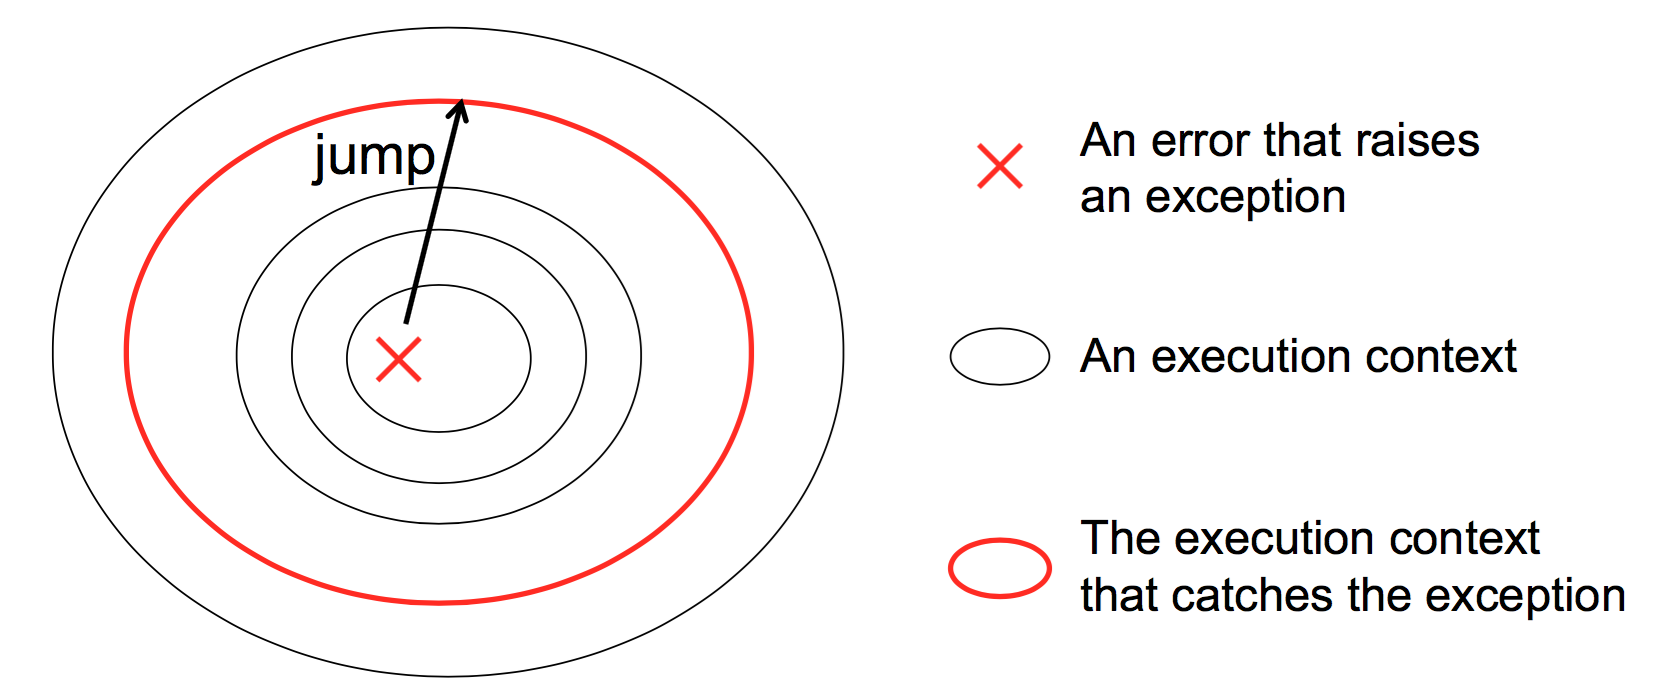 jump
An error that raises
an exception
An execution context
The execution context
that catches the exception